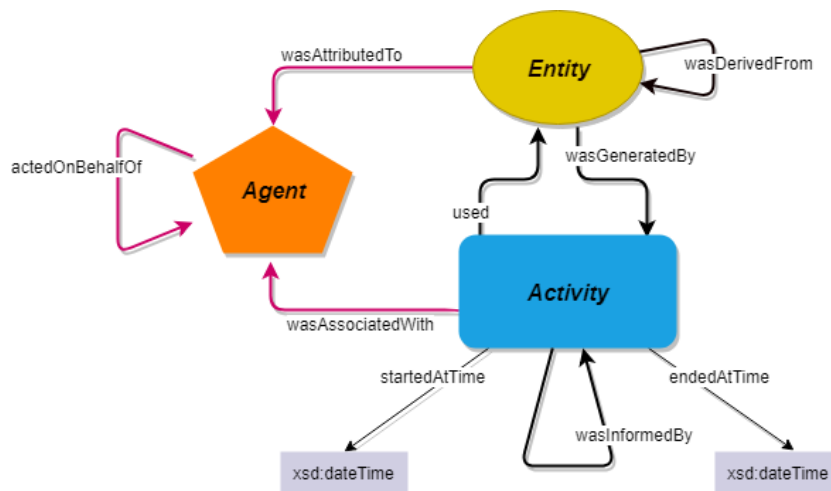 wasAttributedTo
Entity
wasDerivedFrom
wasGeneratedBy
actedOnBehalfOf
Agent
used
Activity
wasAssociatedWith
startedAtTime
endedAtTime
wasInformedBy
xsd:dateTime
xsd:dateTime